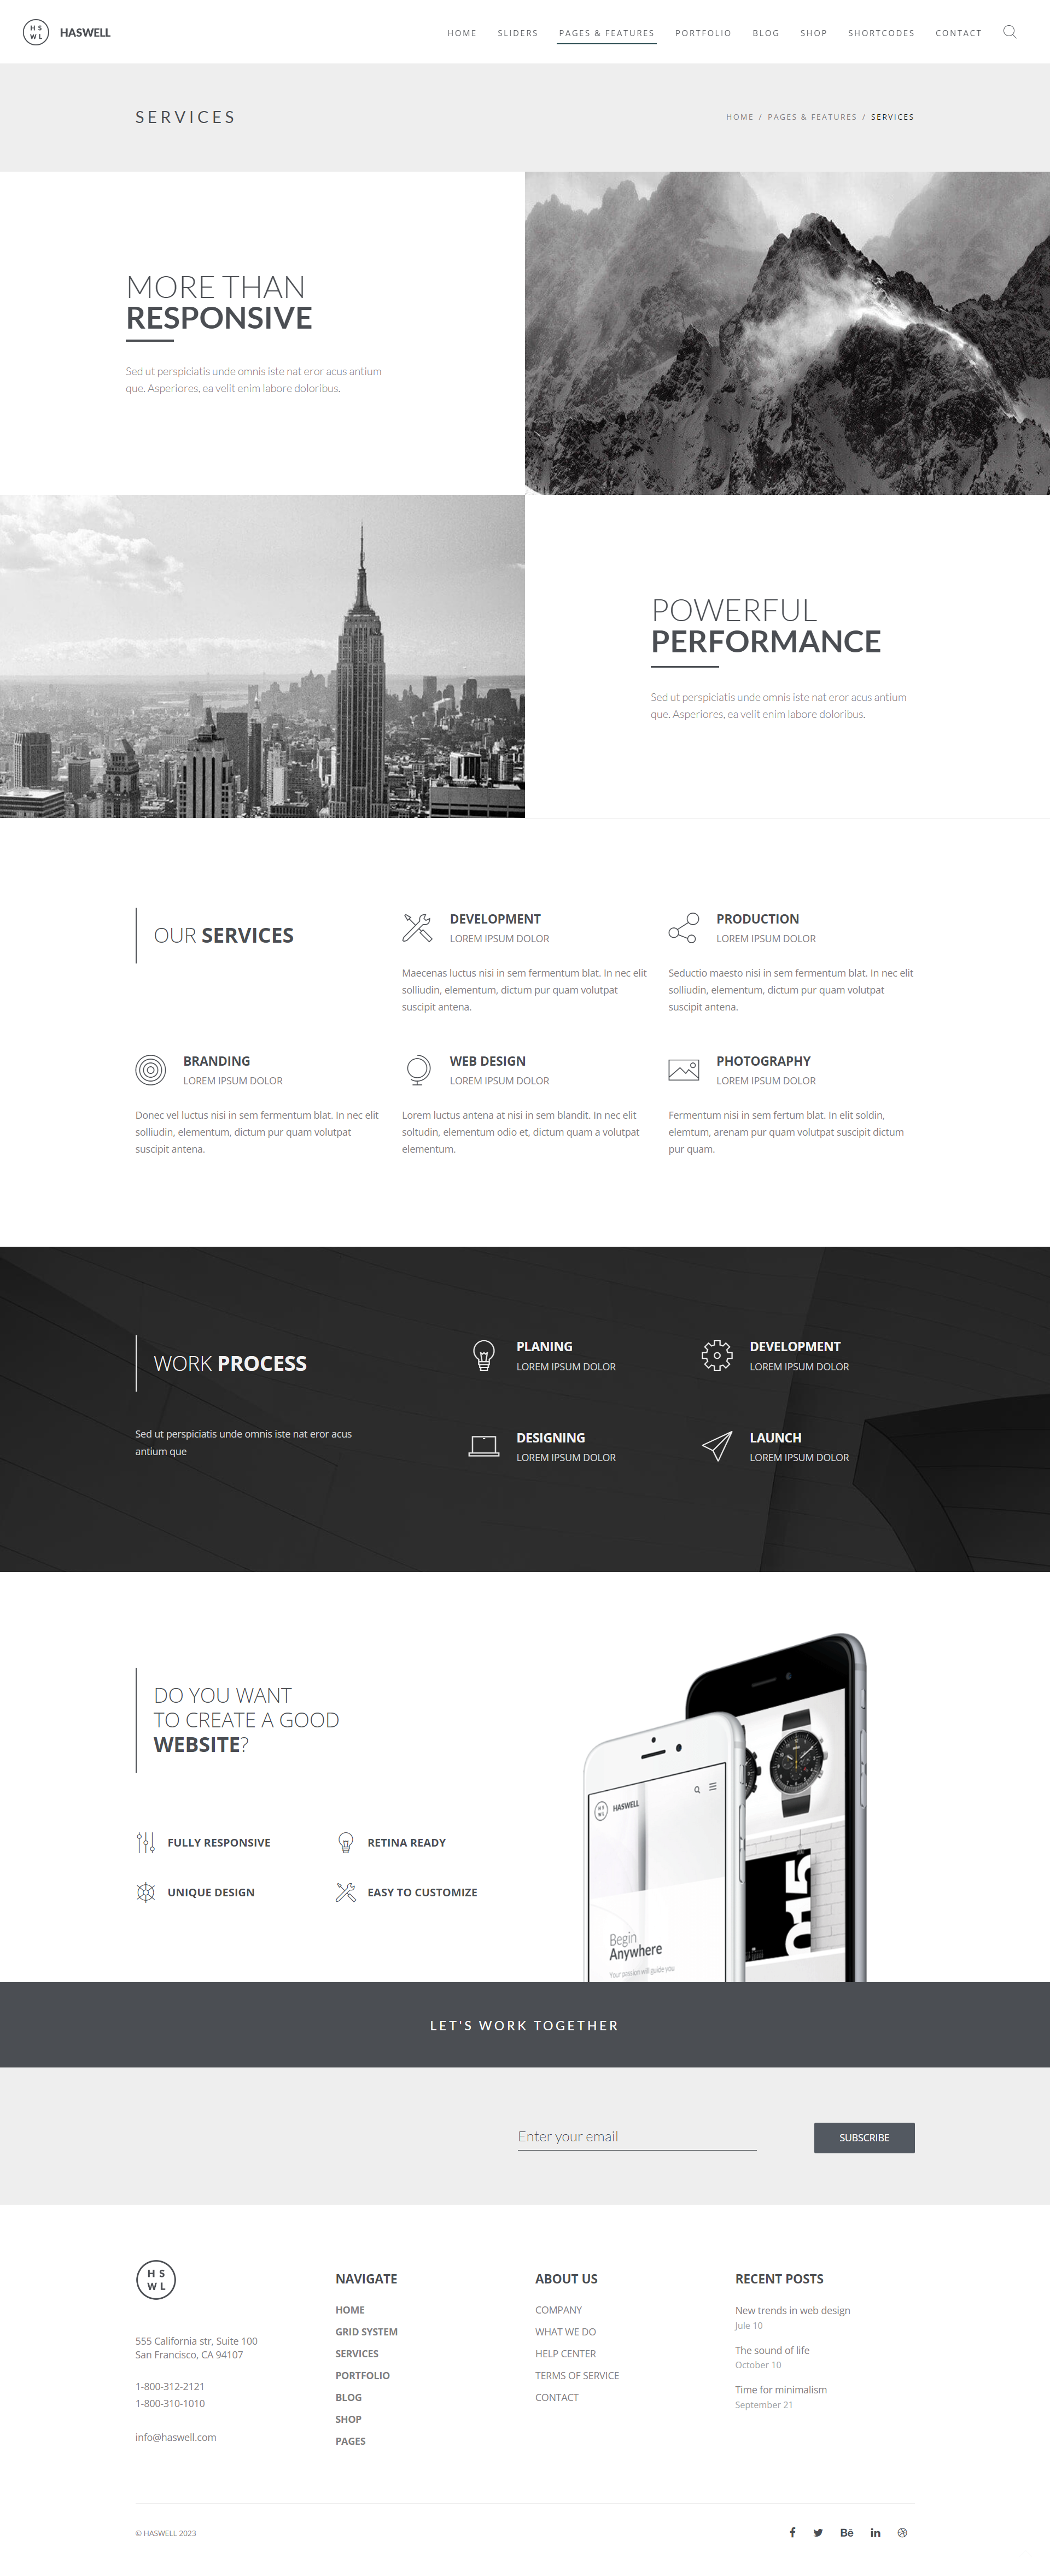 H S
W L
HASWELL
HOME SLIDERS PAGES & FEATURES PORTFOLIO BLOG SHOP SHORTCODES CONTACT
SERVICES
HOME / PAGES & FEATURES / SERVICES
MORE THAN
RESPONSIVE
Sed ut perspiciatis unde omnis iste nat eror acus antium
que. Asperiores, ea velit enim labore doloribus.
POWERFUL
PERFORMANCE
Sed ut perspiciatis unde omnis iste nat eror acus antium
que. Asperiores, ea velit enim labore doloribus.
OUR SERVICES
DEVELOPMENT
LOREM IPSUM DOLOR
Maecenas luctus nisi in sem fermentum blat. In nec elit
solliudin, elementum, dictum pur quam volutpat
suscipit antena.
PRODUCTION
LOREM IPSUM DOLOR
Seductio maesto nisi in sem fermentum blat. In nec elit
solliudin, elementum, dictum pur quam volutpat
suscipit antena.
BRANDING
LOREM IPSUM DOLOR
Donec vel luctus nisi in sem fermentum blat. In nec elit
solliudin, elementum, dictum pur quam volutpat
suscipit antena.
WEB DESIGN
LOREM IPSUM DOLOR
Lorem luctus antena at nisi in sem blandit. In nec elit
soltudin, elementum odio et, dictum quam a volutpat
elementum.
PHOTOGRAPHY
LOREM IPSUM DOLOR
Fermentum nisi in sem fertum blat. In elit soldin,
elemtum, arenam pur quam volutpat suscipit dictum
pur quam.
WORK PROCESS
Sed ut perspiciatis unde omnis iste nat eror acus
antium que
PLANING
LOREM IPSUM DOLOR
DEVELOPMENT
LOREM IPSUM DOLOR
DESIGNING
LOREM IPSUM DOLOR
LAUNCH
LOREM IPSUM DOLOR
DO YOU WANT
TO CREATE A GOOD
WEBSITE?
FULLY RESPONSIVE
RETINA READY
UNIQUE DESIGN
EASY TO CUSTOMIZE
H S
W L
HASWELL
Begin
Anywhere
Your passion will guide you
015
LET'S WORK TOGETHER
Enter your email
SUBSCRIBE
H S
W L
555 California str, Suite 100
San Francisco, CA 94107
1-800-312-2121
1-800-310-1010
info@haswell.com
NAVIGATE
HOME
GRID SYSTEM
SERVICES
PORTFOLIO
BLOG
SHOP
PAGES
ABOUT US
COMPANY
WHAT WE DO
HELP CENTER
TERMS OF SERVICE
CONTACT
RECENT POSTS
New trends in web design
Jule 10
The sound of life
October 10
Time for minimalism
September 21
© HASWELL 2023